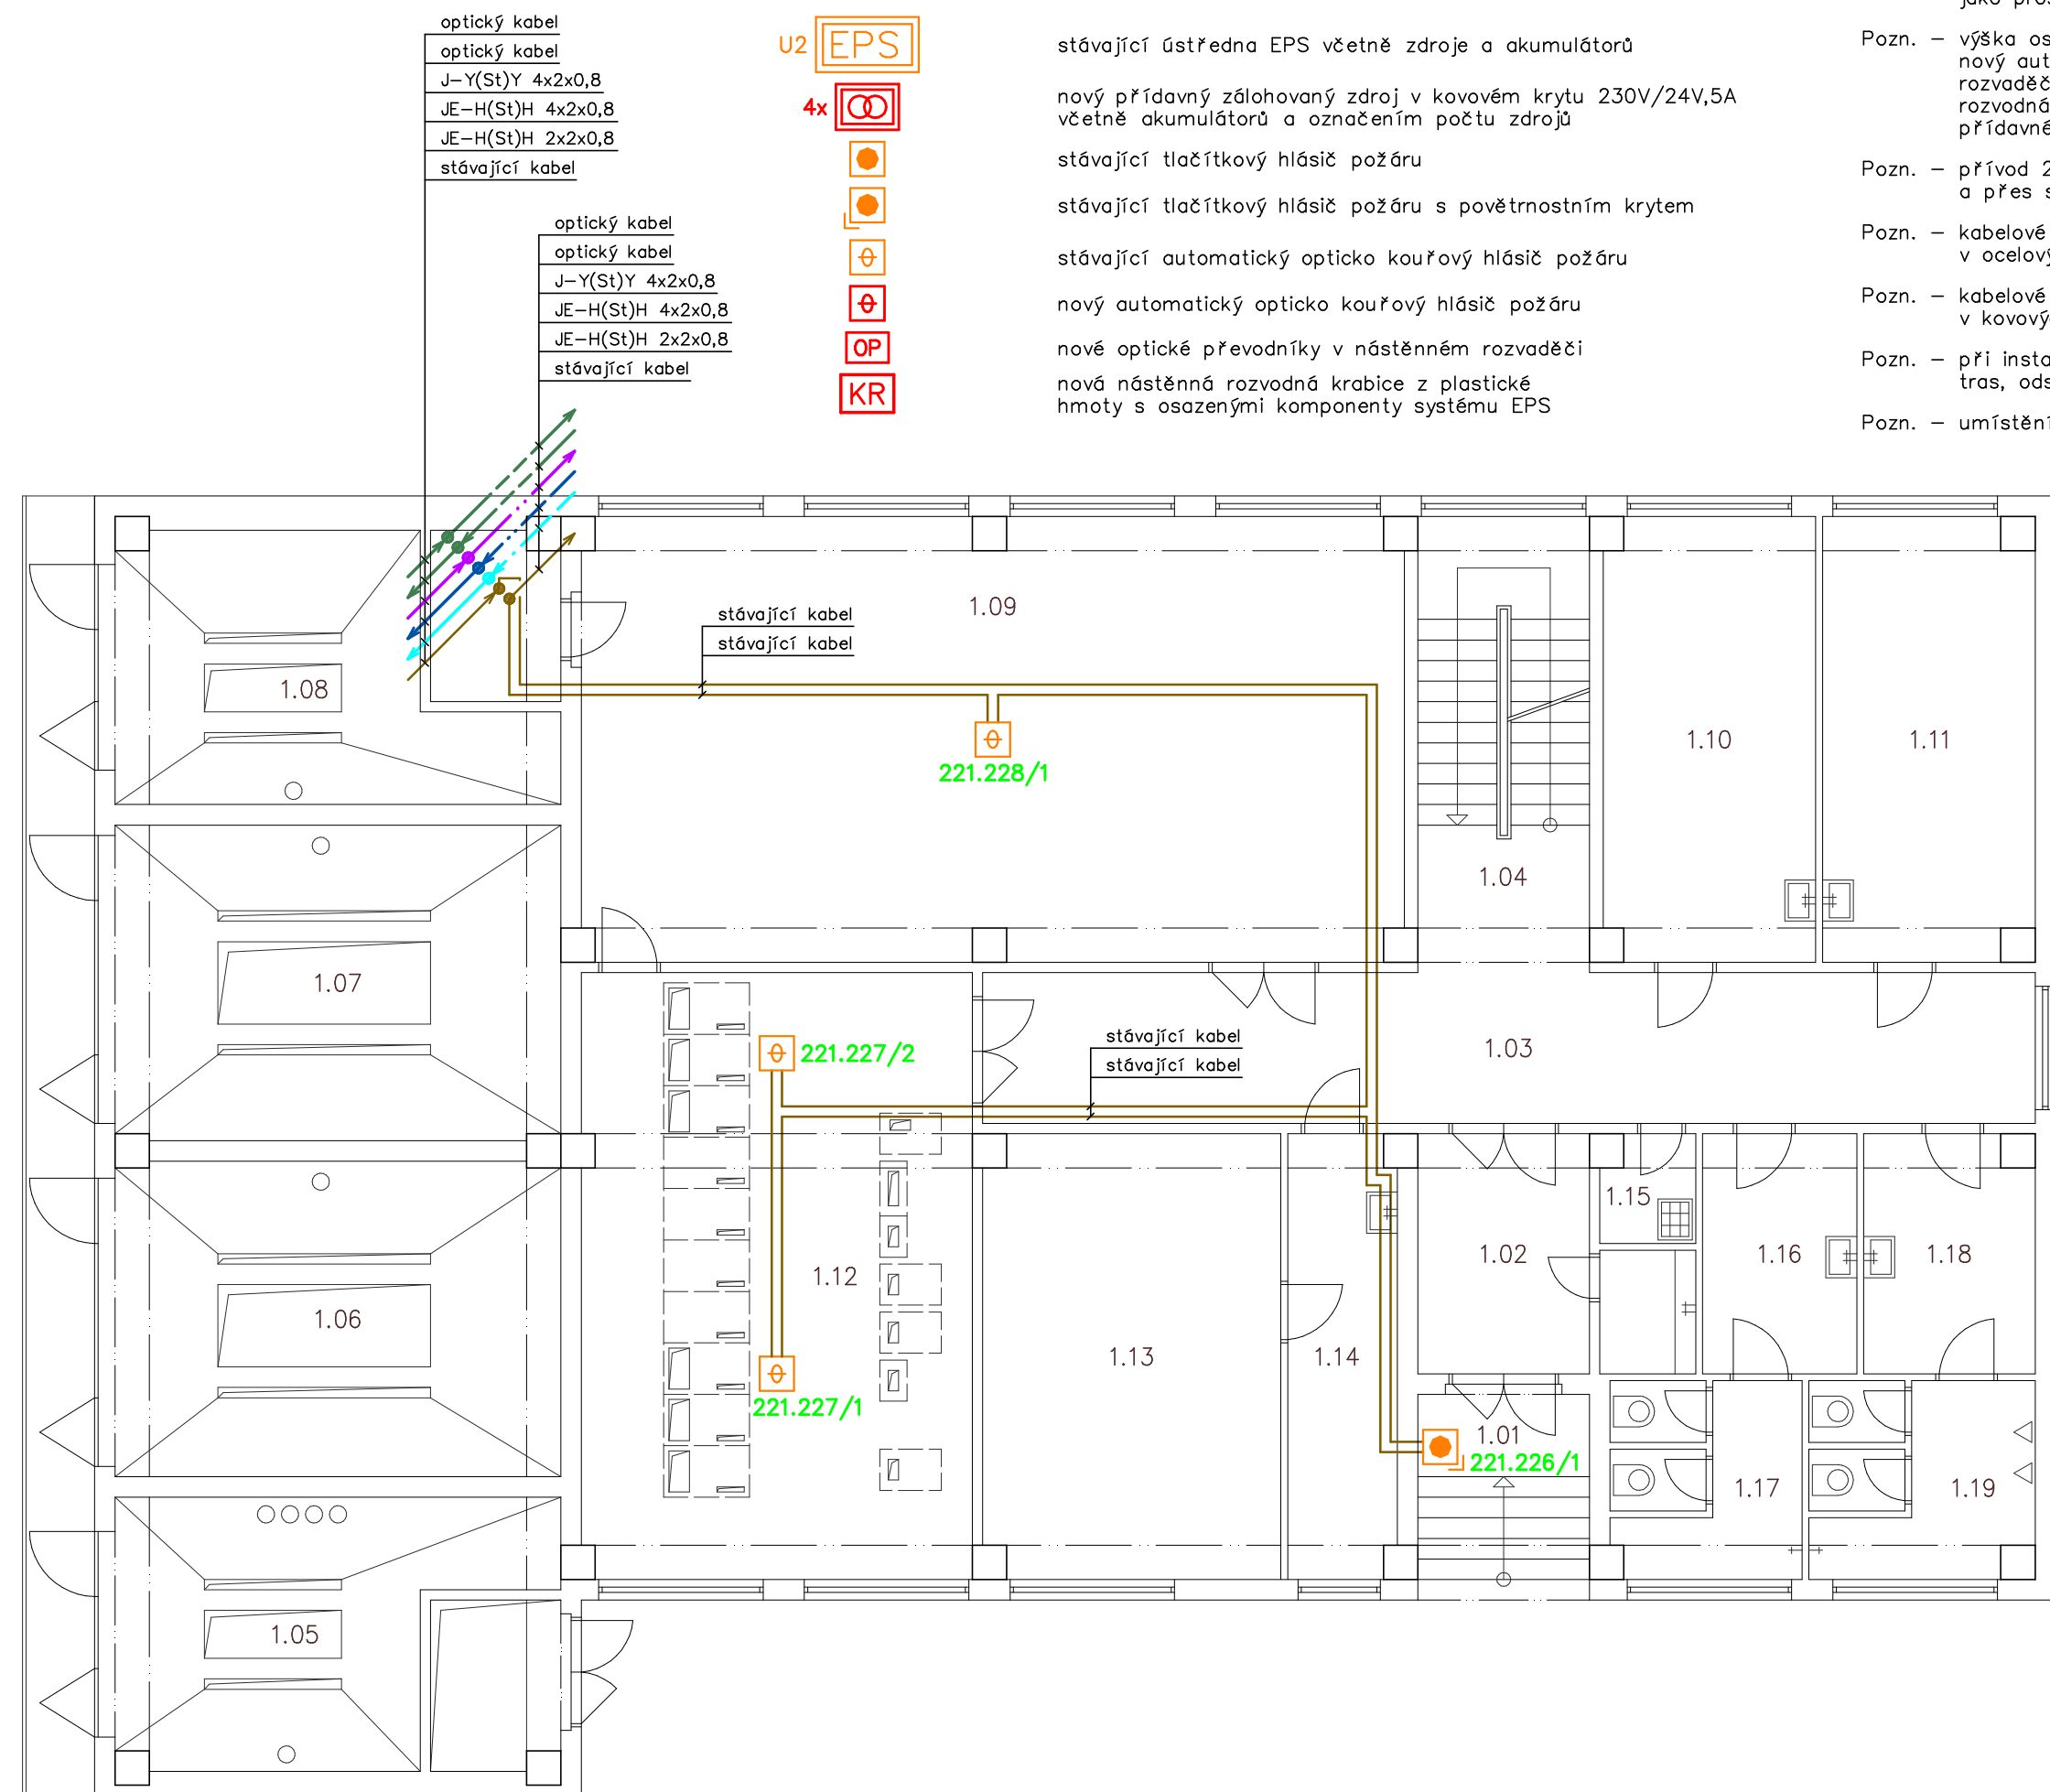 optický kabel
optický kabel
J-Y(St)Y 4x2x0,8
JE-H(St)H 4x2x0,8
JE-H(St)H 2x2x0,8
stávající kabel
optický kabel
optický kabel
J-Y(St)Y 4x2x0,8
JE-H(St)H 4x2x0,8
JE-H(St)H 2x2x0,8
stávající kabel
U2 EPS stávající ústředna EPS včetně zdroje a akumulátorů
4x nový přídavný zálohovaný zdroj v kovovém krytu 230V/24V,5A
včetně akumulátorů a označením počtu zdrojů
stávající tlačítkový hlásič požáru
stávající tlačítkový hlásič požáru s povětrnostním krytem
stávající automatický opticko kouřový hlásič požáru
nový automatický opticko kouřový hlásič požáru
OP nové optické převodníky v nástěnném rozvaděči
KR nová nástěnná rozvodná krabice z plastické
hmoty s osazenými komponenty systému EPS
Pozn. – výška
nový
rozvaděč
rozvodná
Pozn. – přívod
a přes
Pozn. – kabelové
Pozn. – kabelové
Pozn. – při
tras,
Pozn. – umístění
1.09
stávající kabel
stávající kabel
1.08
1.10
1.11
221.228/1
1.04
1.07
1.03
stávající kabel
stávající kabel
221.227/2
1.15
1.02
1.16
1.18
1.12
1.06
1.13
1.14
221.227/1
1.01
221.226/1
1.17
1.19
1.05